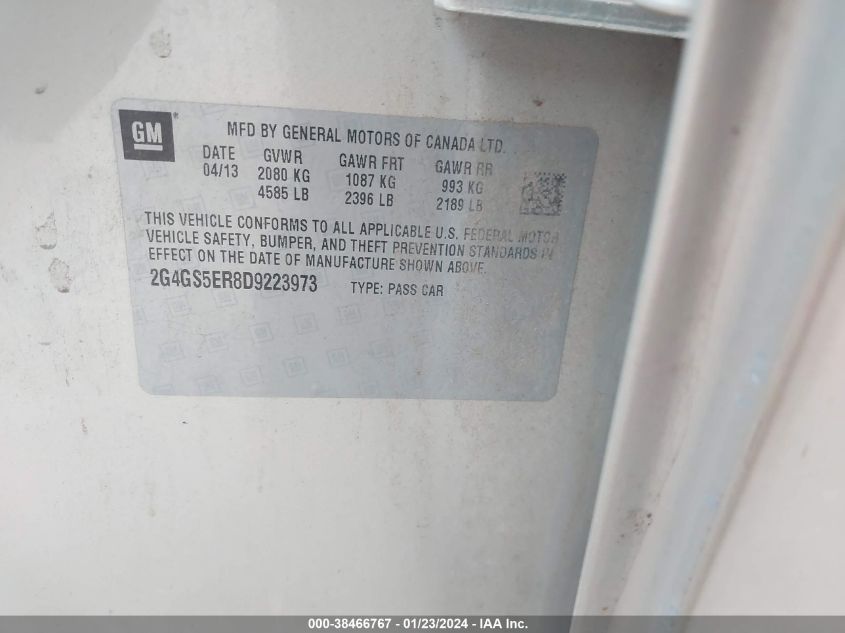 GM
MFD BY GENERAL MOTORS OF CANADA LTD.
DATE GVWR GAWR FRT GAWR RR
04/13 2080 KG 1087 KG 993 KG
4585 LB 2396 LB 2189 LB
THIS VEHICLE CONFORMS TO ALL APPLICABLE U.S. FEDERAL MOTOR
VEHICLE SAFETY, BUMPER, AND THEFT PREVENTION STANDARDS IN
EFFECT ON THE DATE OF MANUFACTURE SHOWN ABOVE.
2G4GS5ER8D9223973 TYPE: PASS CAR
000-38466767 - 01/23/2024 - IAA Inc.